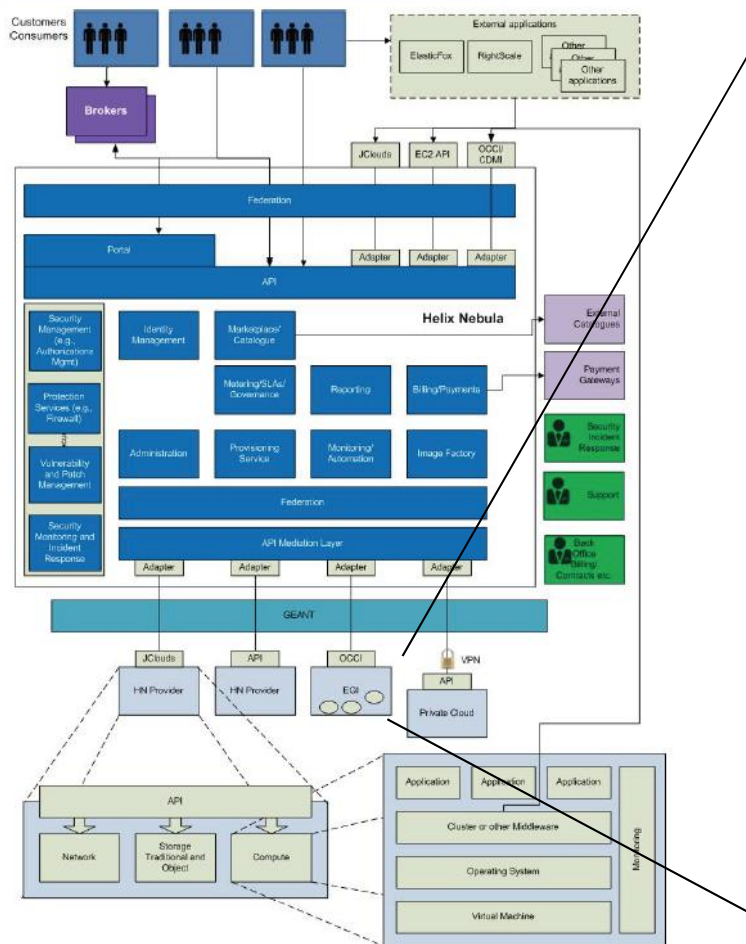 Customers
Consumers
External applications
ElasticFox
RightScale
Other
Other
Other
applications
Brokers
JClouds
EC2 API
OCCI/
CDMI
Federation
Portal
Adapter
Adapter
Adapter
API
Helix Nebula
Security
Management
(e.g.,
Authorizations
Mgmt)
Identity
Management
Marketplace/
Catalogue
External
Catalogues
Metering/SLAs/
Governance
Reporting
Billing/Payments
Payment
Gateways
Protection
Services (e.g.,
Firewall)
Security
Incident
Response
Vulnerability
and Patch
Management
Administration
Provisioning
Service
Monitoring/
Automation
Image Factory
Support
Federation
Security
Monitoring and
Incident
Response
API Mediation Layer
Back
Office
Billing/
Contracts etc.
Adapter
Adapter
Adapter
Adapter
GEANT
JClouds
API
OCCI
VPN
HN Provider
HN Provider
EGI
API
Private Cloud
API
Application
Application
Application
Network
Storage
Traditional and
Object
Compute
Cluster or other Middleware
Operating System
Virtual Machine
Monitoring